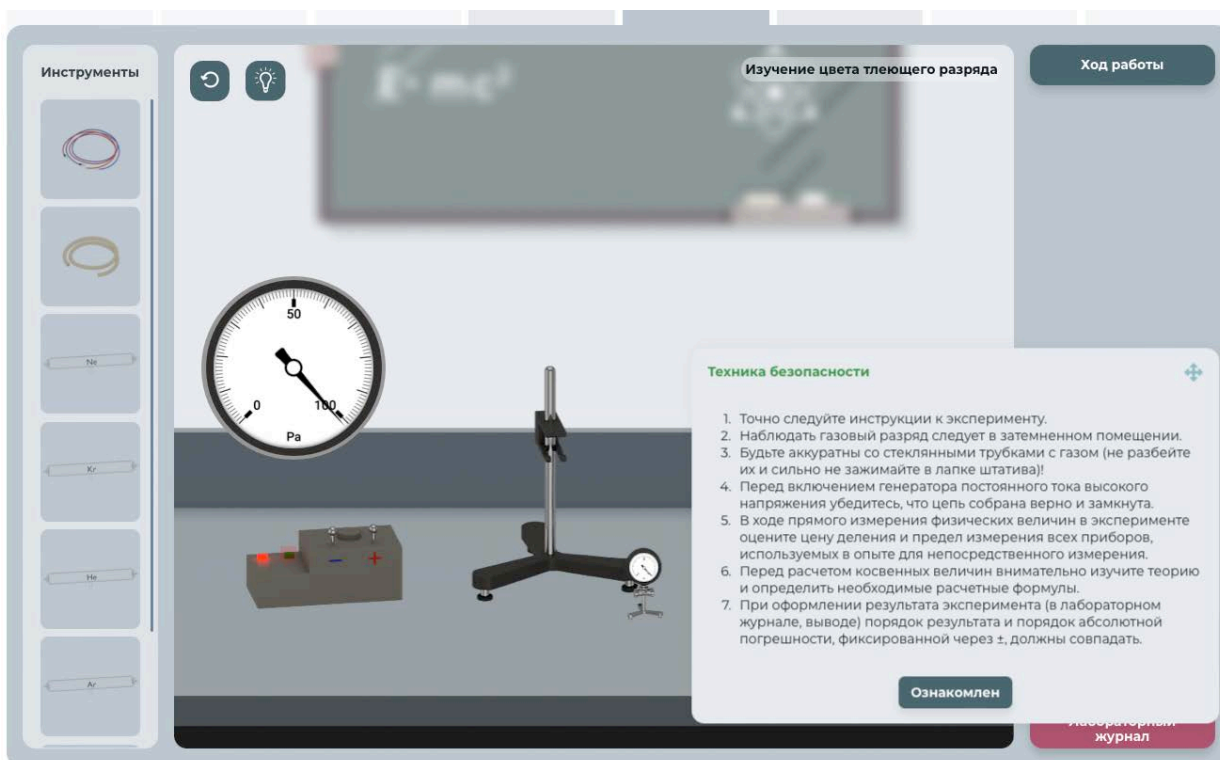 Инструменты
Изучение цвета тлеющего разряда
Ход работы
E= mc²
50
0
100
Pa
Ne
Kr
He
Ar
- +
Техника безопасности
1. Точно следуйте инструкции к эксперименту.
2. Наблюдать газовый разряд следует в затемненном помещении.
3. Будьте аккуратны со стеклянными трубками с газом (не разбейте
их и сильно не зажимайте в лапке штатива)!
4. Перед включением генератора постоянного тока высокого
напряжения убедитесь, что цепь собрана верно и замкнута.
5. В ходе прямого измерения физических величин в эксперименте
оцените цену деления и предел измерения всех приборов,
используемых в опыте для непосредственного измерения.
6. Перед расчетом косвенных величин внимательно изучите теорию
и определить необходимые расчетные формулы.
7. При оформлении результата эксперимента (в лабораторном
журнале, выводе) порядок результата и порядок абсолютной
погрешности, фиксированной через ±, должны совпадать.
Ознакомлен
Лабораторный
журнал